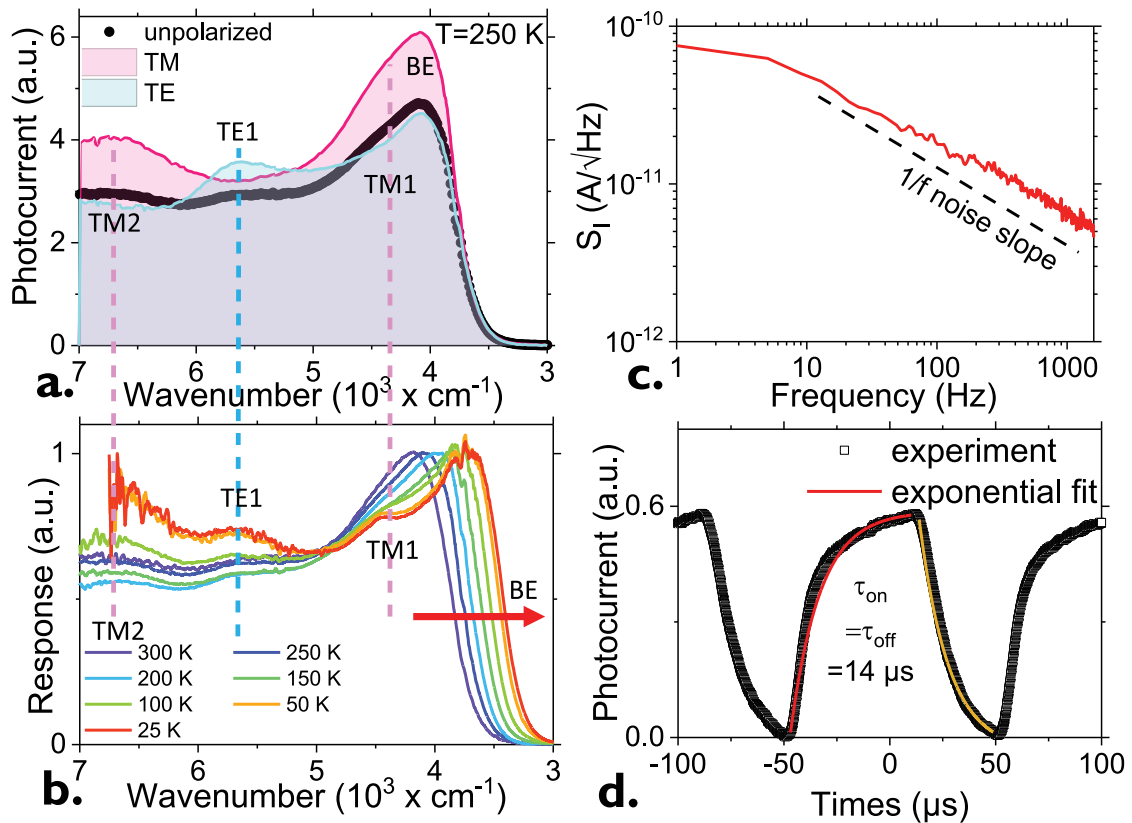 unpolarized
TM
TE
T=250 K
BE
TE1
TM1
TM2
6
4
2
0
Photocurrent (a.u.)
7 6 5 4 3
Wavenumber (10³ x cm⁻¹)
a.
1
0
Response (a.u.)
TE1
TM1
BE
TM2
300 K 250 K
200 K 150 K
100 K 50 K
25 K
7 6 5 4 3
Wavenumber (10³ x cm⁻¹)
b.
10⁻¹⁰
10⁻¹¹
10⁻¹²
S_I (A/√Hz)
1/f noise slope
1 10 100 1000
Frequency (Hz)
c.
experiment
exponential fit
0.6
0.0
Photocurrent (a.u.)
τon
=τoff
=14 µs
-100 -50 0 50 100
Times (µs)
d.